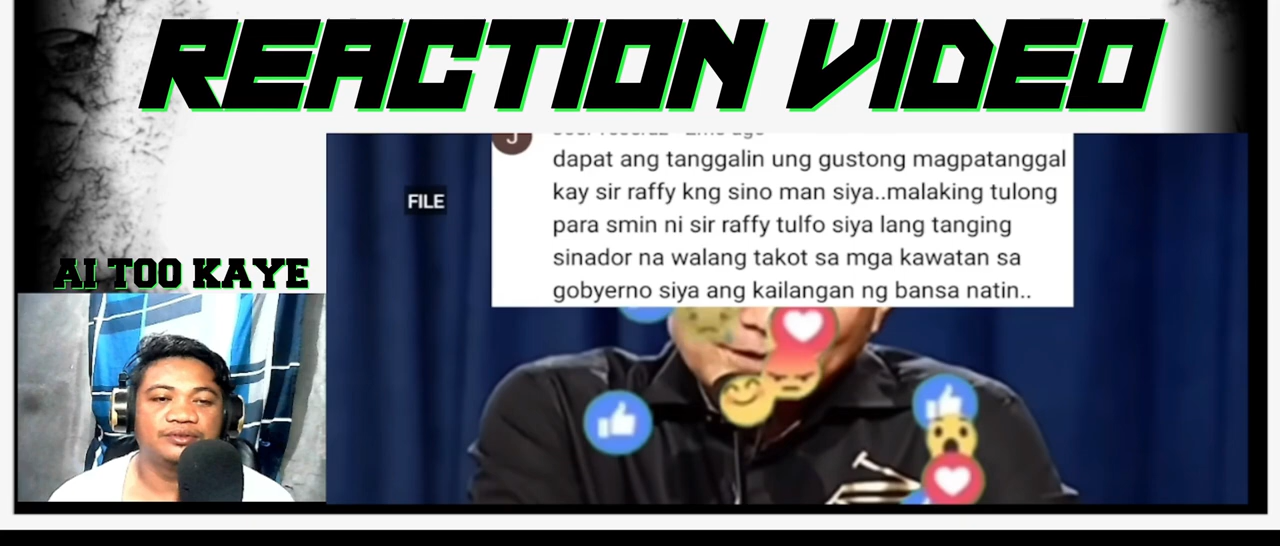 REACTION VIDEO
J
dapat ang tanggalin ung gustong magpatanggal
kay sir raffy kng sino man siya..malaking tulong
FILE
para smin ni sir raffy tulfo siya lang tanging
sinador na walang takot sa mga kawatan sa
gobyerno siya ang kailangan ng bansa natin..
AI TOO KAYE